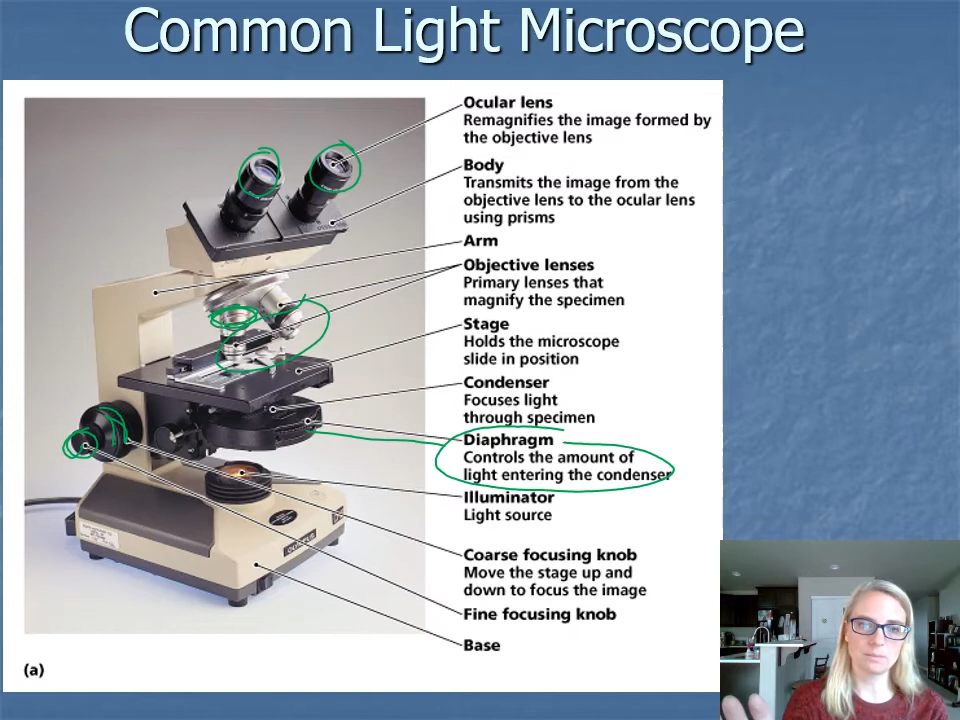 Common Light Microscope
Ocular lens
Remagnifies the image formed by
the objective lens
Body
Transmits the image from the
objective lens to the ocular lens
using prisms
Arm
Objective lenses
Primary lenses that
magnify the specimen
Stage
Holds the microscope
slide in position
Condenser
Focuses light
through specimen
Diaphragm
Controls the amount of
light entering the condenser
Illuminator
Light source
Coarse focusing knob
Move the stage up and
down to focus the image
Fine focusing knob
Base
OLYMPUS
(a)